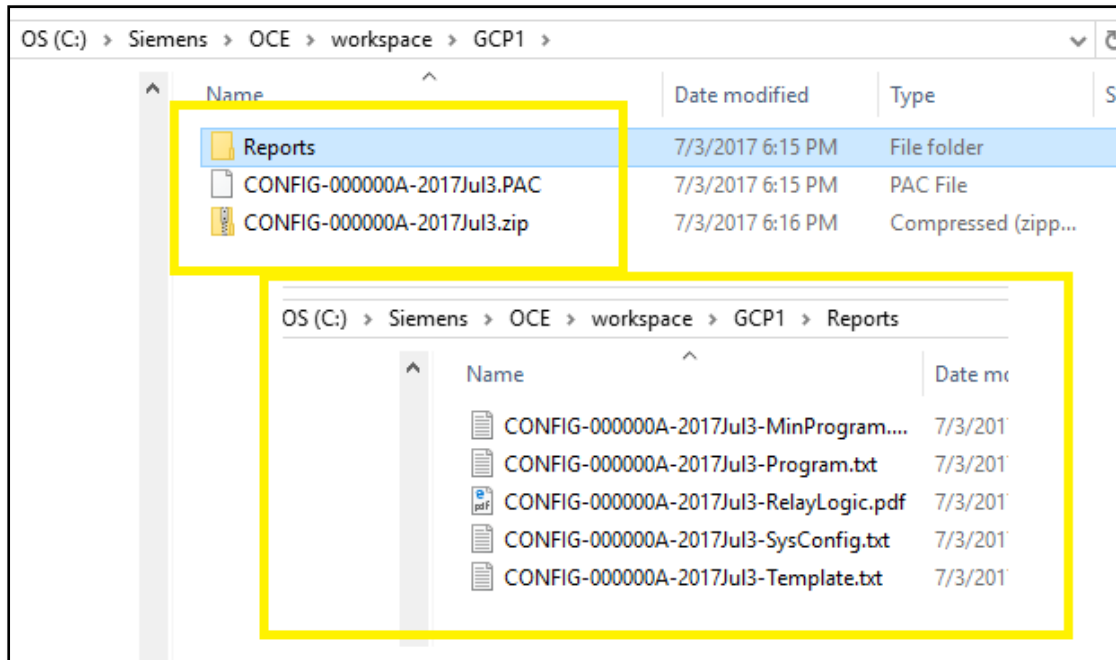 OS (C:) > Siemens > OCE > workspace > GCP1 >
Name Date modified Type S
Reports 7/3/2017 6:15 PM File folder
CONFIG-000000A-2017Jul3.PAC 7/3/2017 6:15 PM PAC File
CONFIG-000000A-2017Jul3.zip 7/3/2017 6:16 PM Compressed (zipp...
OS (C:) > Siemens > OCE > workspace > GCP1 > Reports
Name Date mo
CONFIG-000000A-2017Jul3-MinProgram.... 7/3/201
CONFIG-000000A-2017Jul3-Program.txt 7/3/201
CONFIG-000000A-2017Jul3-RelayLogic.pdf 7/3/201
CONFIG-000000A-2017Jul3-SysConfig.txt 7/3/201
CONFIG-000000A-2017Jul3-Template.txt 7/3/201